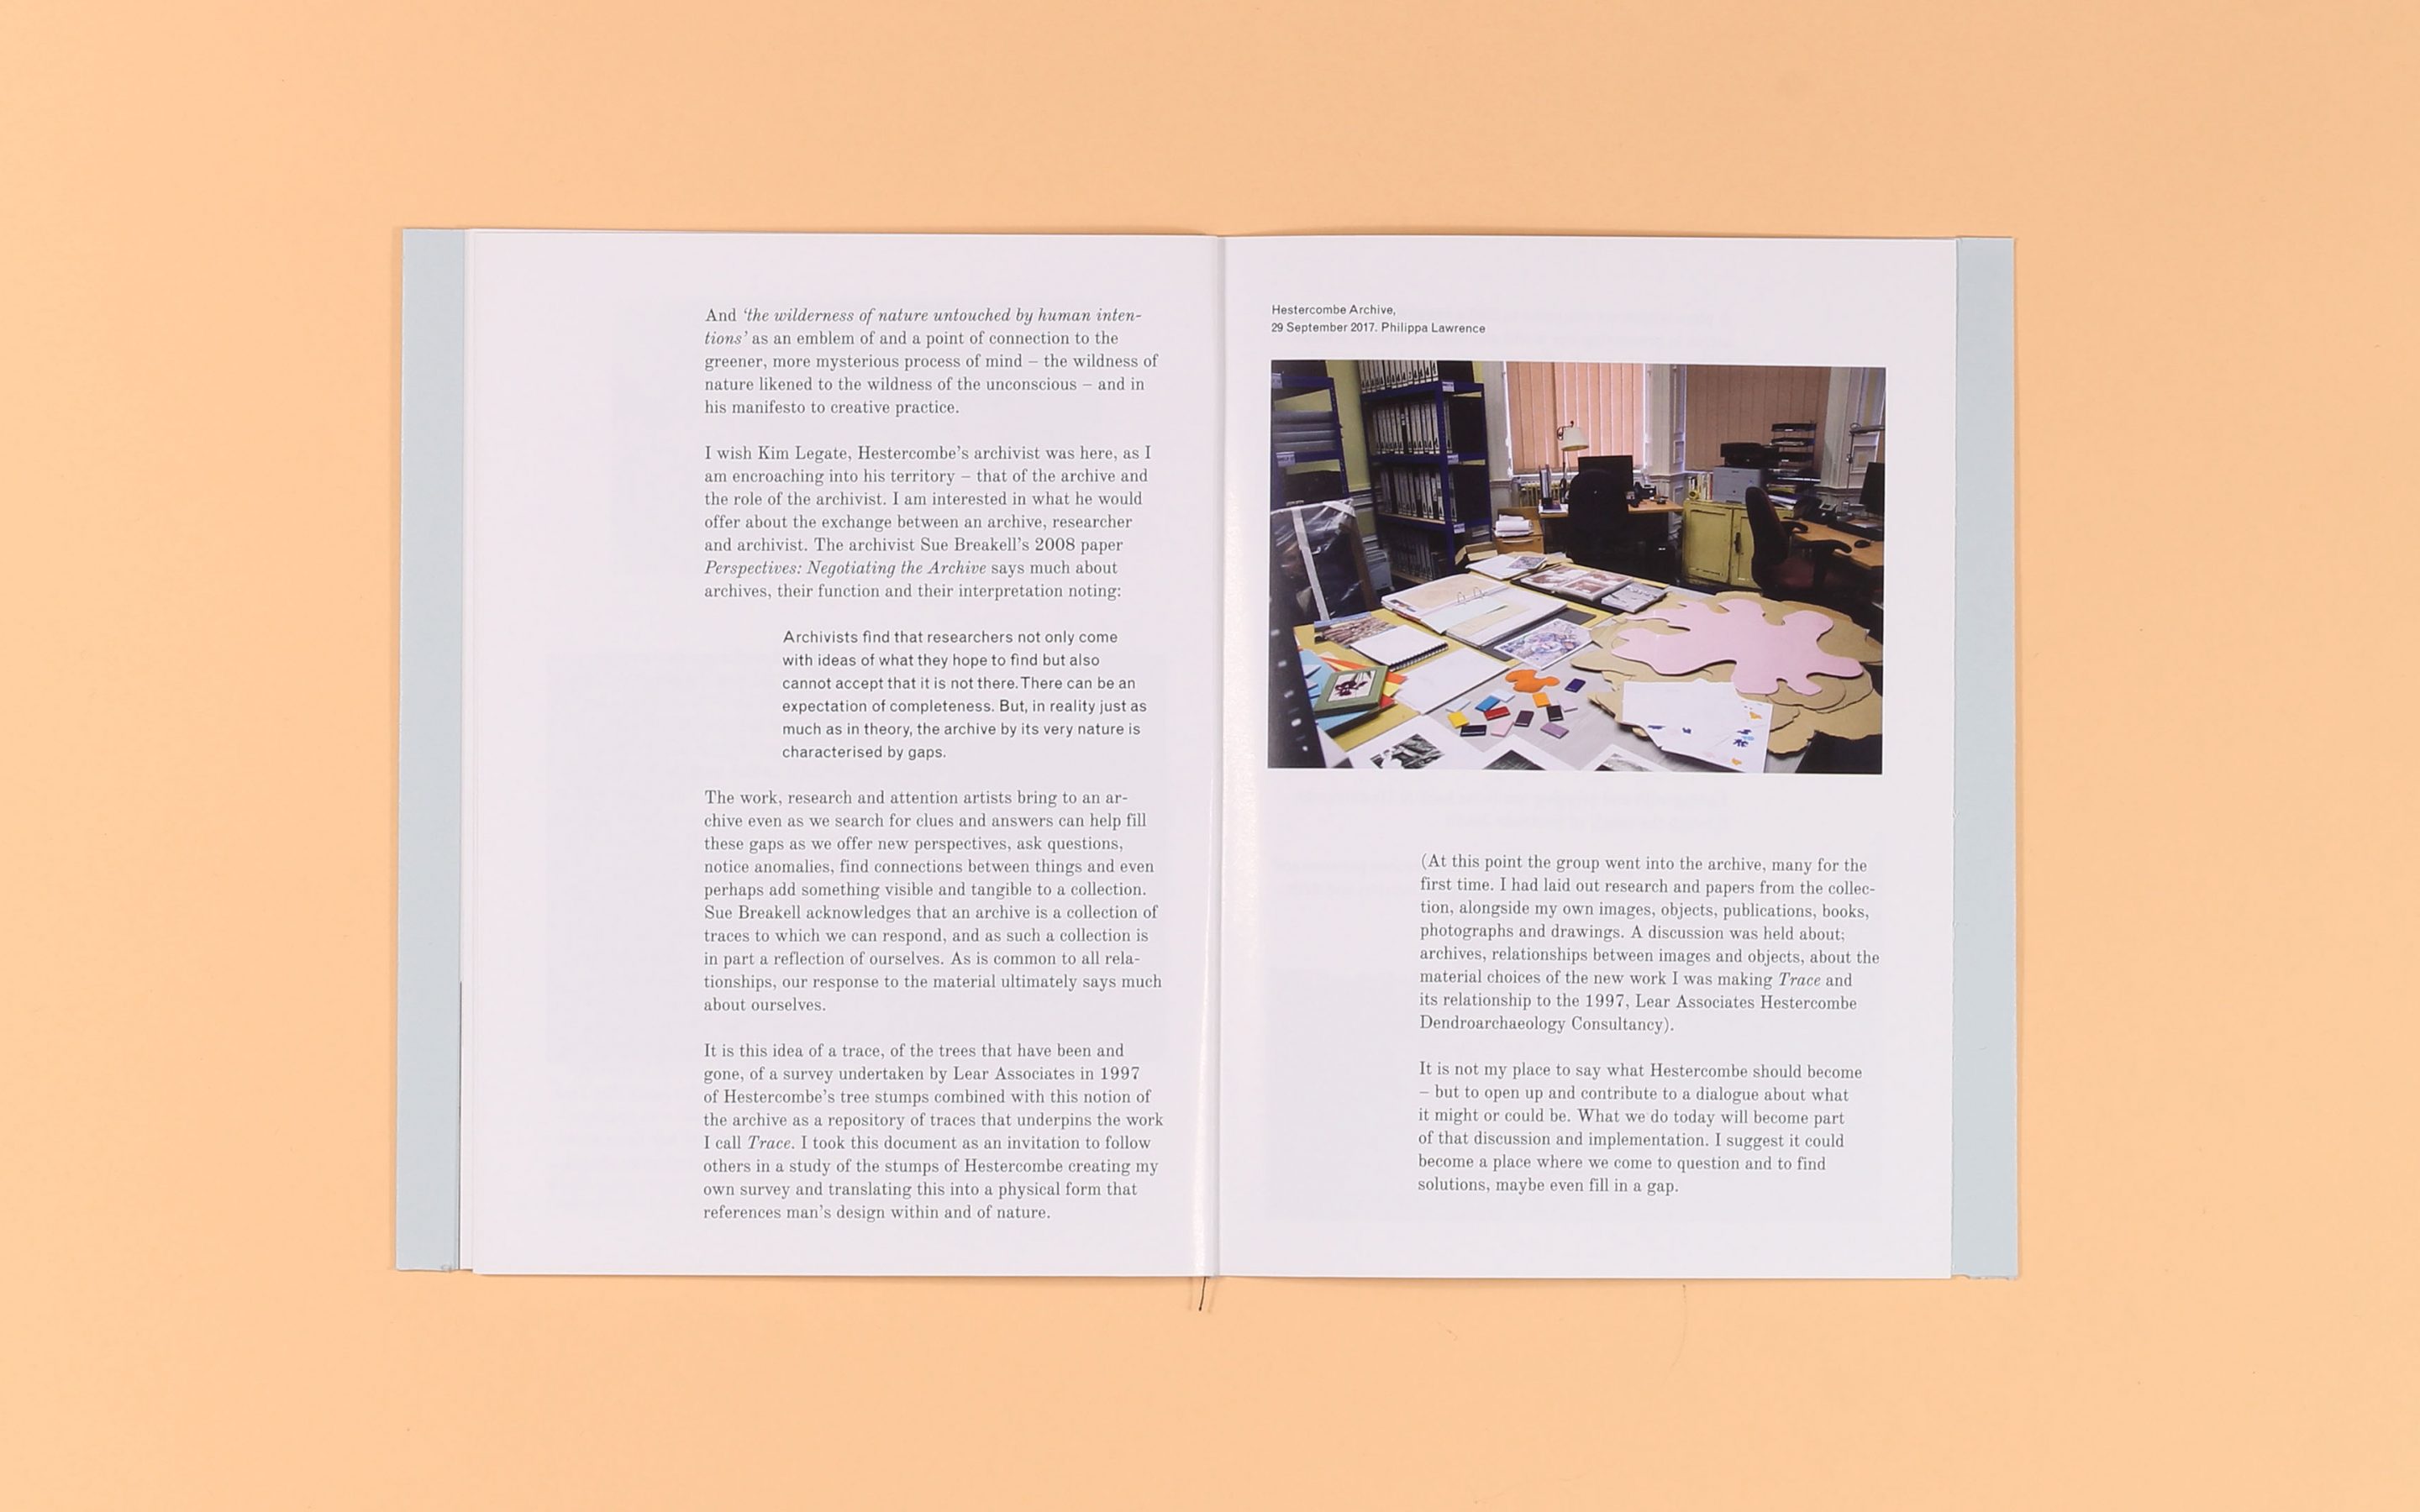 And ‘the wilderness of nature untouched by human inten-
tions’ as an emblem of and a point of connection to the
greener, more mysterious process of mind – the wildness of
nature likened to the wildness of the unconscious – and in
his manifesto to creative practice.
I wish Kim Legate, Hestercombe’s archivist was here, as I
am encroaching into his territory – that of the archive and
the role of the archivist. I am interested in what he would
offer about the exchange between an archive, researcher
and archivist. The archivist Sue Breakell’s 2008 paper
Perspectives: Negotiating the Archive says much about
archives, their function and their interpretation noting:
Archivists find that researchers not only come
with ideas of what they hope to find but also
cannot accept that it is not there. There can be an
expectation of completeness. But, in reality just as
much as in theory, the archive by its very nature is
characterised by gaps.
The work, research and attention artists bring to an ar-
chive even as we search for clues and answers can help fill
these gaps as we offer new perspectives, ask questions,
notice anomalies, find connections between things and even
perhaps add something visible and tangible to a collection.
Sue Breakell acknowledges that an archive is a collection of
traces to which we can respond, and as such a collection is
in part a reflection of ourselves. As is common to all rela-
tionships, our response to the material ultimately says much
about ourselves.
It is this idea of a trace, of the trees that have been and
gone, of a survey undertaken by Lear Associates in 1997
of Hestercombe’s tree stumps combined with this notion of
the archive as a repository of traces that underpins the work
I call Trace. I took this document as an invitation to follow
others in a study of the stumps of Hestercombe creating my
own survey and translating this into a physical form that
references man’s design within and of nature.
Hestercombe Archive,
29 September 2017. Philippa Lawrence
(At this point the group went into the archive, many for the
first time. I had laid out research and papers from the collec-
tion, alongside my own images, objects, publications, books,
photographs and drawings. A discussion was held about;
archives, relationships between images and objects, about the
material choices of the new work I was making Trace and
its relationship to the 1997, Lear Associates Hestercombe
Dendroarchaeology Consultancy).
It is not my place to say what Hestercombe should become
– but to open up and contribute to a dialogue about what
it might or could be. What we do today will become part
of that discussion and implementation. I suggest it could
become a place where we come to question and to find
solutions, maybe even fill in a gap.